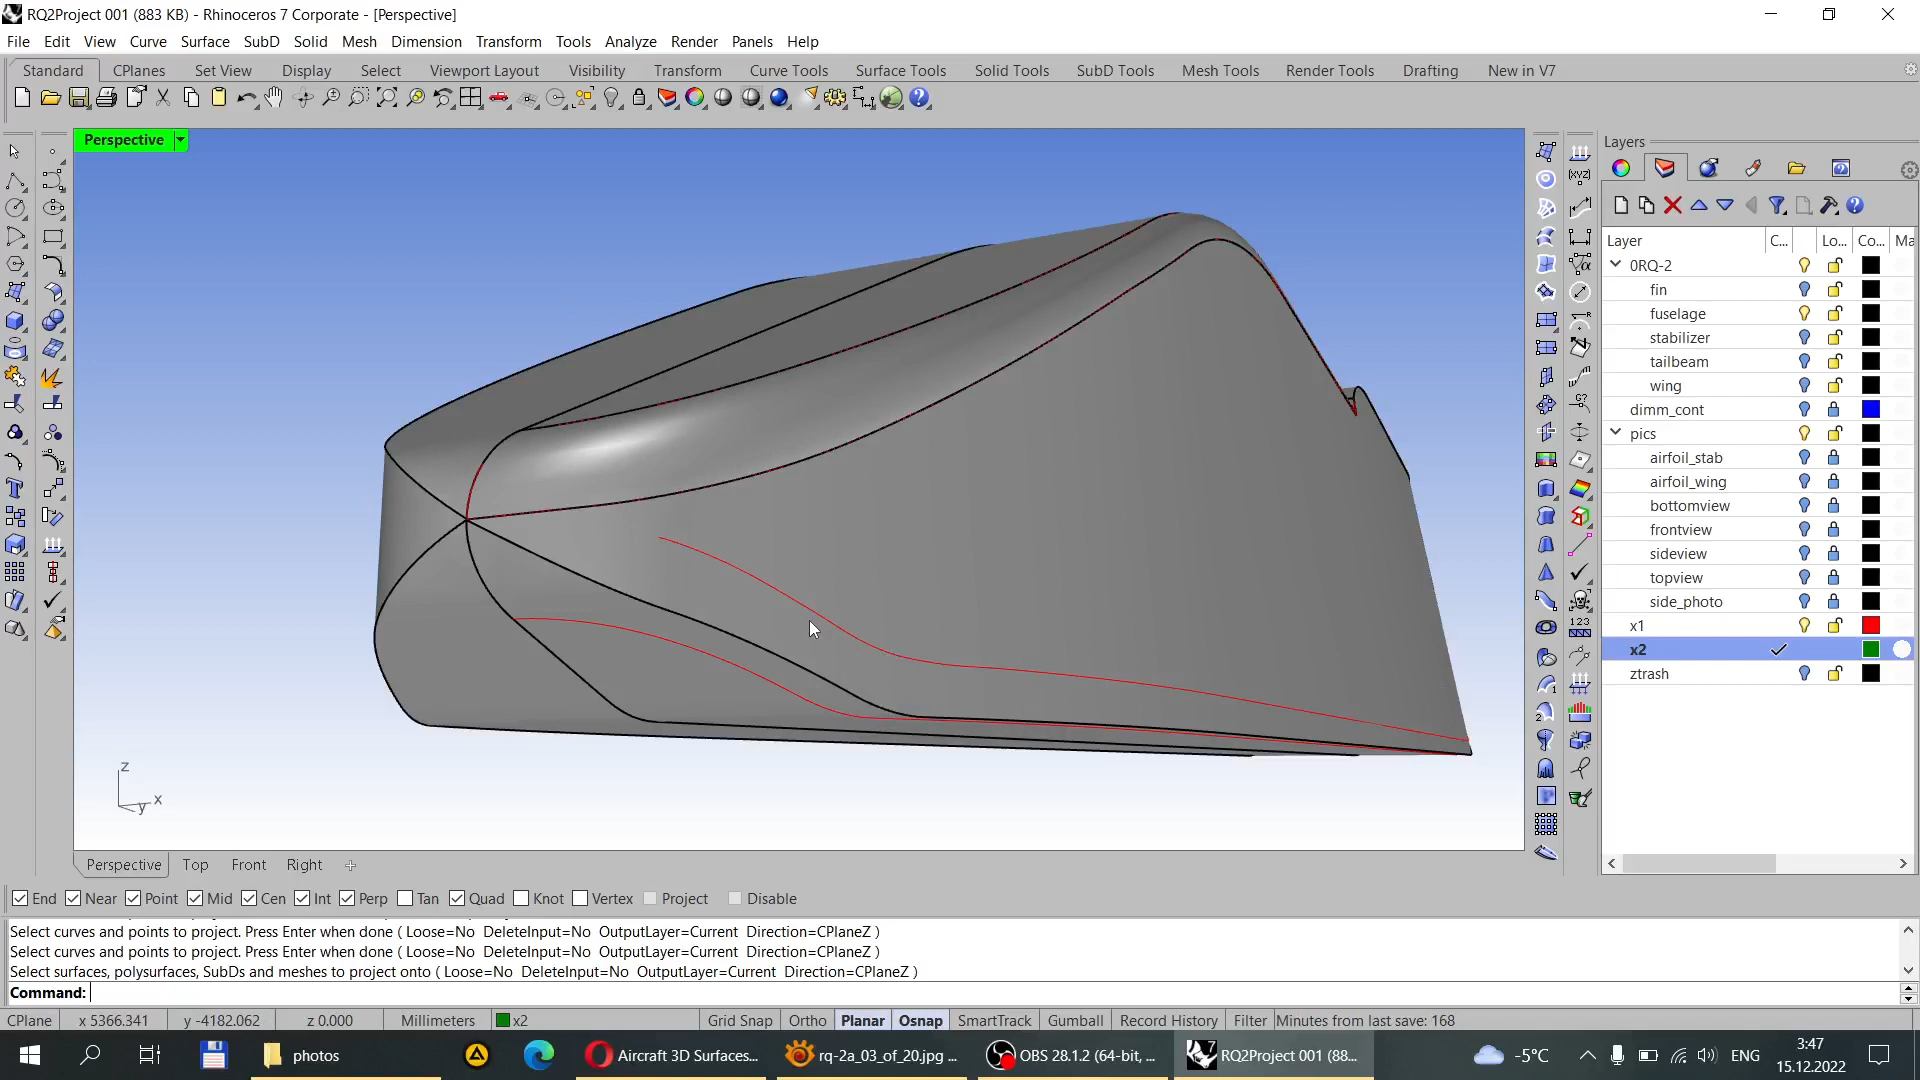 RQ2Project 001 (883 KB) - Rhinoceros 7 Corporate - [Perspective]
File Edit View Curve Surface SubD Solid Mesh Dimension Transform Tools Analyze Render Panels Help
Standard CPlanes Set View Display Select Viewport Layout Visibility Transform Curve Tools Surface Tools Solid Tools SubD Tools Mesh Tools Render Tools Drafting New in V7
Perspective
Layers
Layer C... Lo... Co... Ma
0RQ-2
fin
fuselage
stabilizer
tailbeam
wing
dimm_cont
pics
airfoil_stab
airfoil_wing
bottomview
frontview
sideview
topview
side_photo
x1
x2
ztrash
z
y x
Perspective Top Front Right
End Near Point Mid Cen Int Perp Tan Quad Knot Vertex Project Disable
Select curves and points to project. Press Enter when done ( Loose=No DeleteInput=No OutputLayer=Current Direction=CPlaneZ )
Select curves and points to project. Press Enter when done ( Loose=No DeleteInput=No OutputLayer=Current Direction=CPlaneZ )
Select surfaces, polysurfaces, SubDs and meshes to project onto ( Loose=No DeleteInput=No OutputLayer=Current Direction=CPlaneZ )
Command:
CPlane x 5366.341 y -4182.062 z 0.000 Millimeters x2 Grid Snap Ortho Planar Osnap SmartTrack Gumball Record History Filter Minutes from last save: 168
photos Aircraft 3D Surfaces... rq-2a_03_of_20.jpg ... OBS 28.1.2 (64-bit, ... RQ2Project 001 (88... -5°C ENG
3:47
15.12.2022